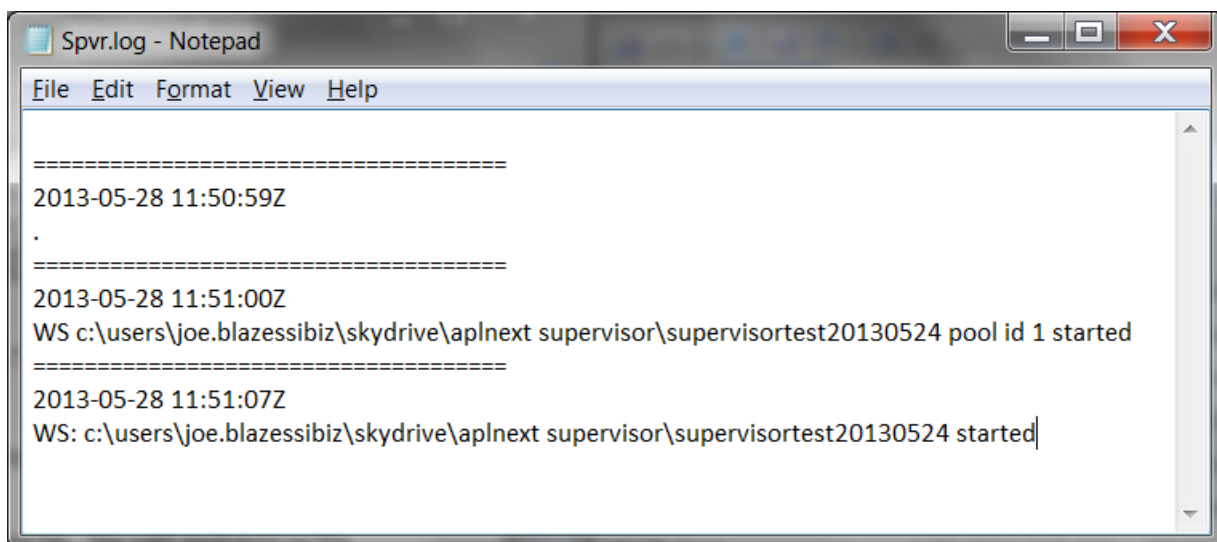 Spvr.log - Notepad
File Edit Format View Help
=====================================
2013-05-28 11:50:59Z
.
=====================================
2013-05-28 11:51:00Z
WS c:\users\joe.blazessibiz\skydrive\aplnext supervisor\supervisortest20130524 pool id 1 started
=====================================
2013-05-28 11:51:07Z
WS: c:\users\joe.blazessibiz\skydrive\aplnext supervisor\supervisortest20130524 started